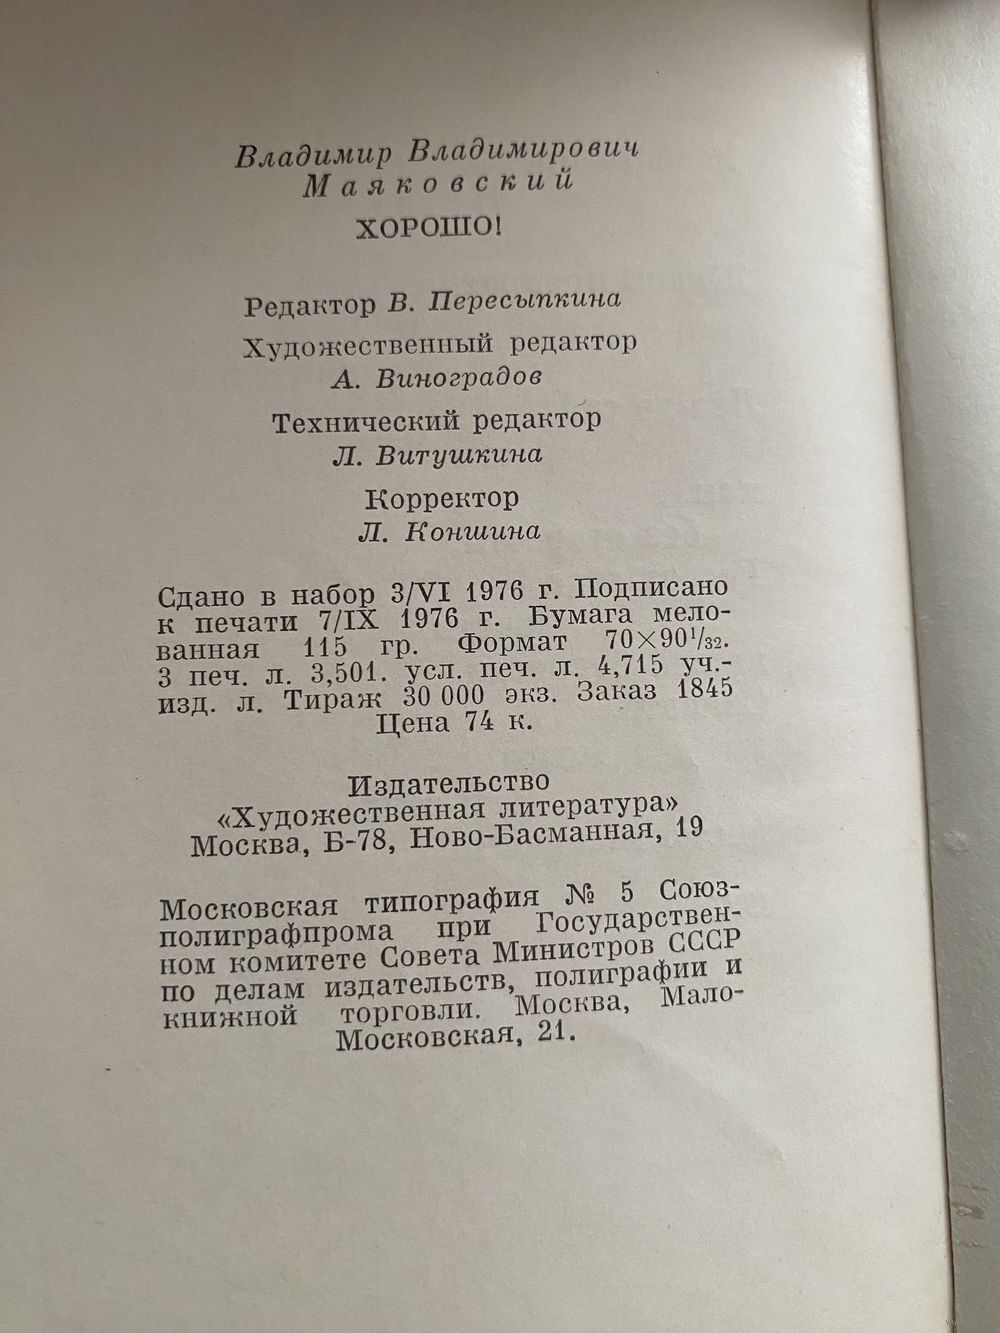 Владимир Владимирович
Маяковский
ХОРОШО!
Редактор В. Пересыпкина
Художественный редактор
А. Виноградов
Технический редактор
Л. Витушкина
Корректор
Л. Коншина
Сдано в набор 3/VI 1976 г. Подписано
к печати 7/IX 1976 г. Бумага мело-
ванная 115 гр. Формат 70×90¹/₃₂.
3 печ. л. 3,501. усл. печ. л. 4,715 уч.-
изд. л. Тираж 30 000 экз. Заказ 1845
Цена 74 к.
Издательство
«Художественная литература»
Москва, Б-78, Ново-Басманная, 19
Московская типография № 5 Союз-
полиграфпрома при Государствен-
ном комитете Совета Министров СССР
по делам издательств, полиграфии и
книжной торговли. Москва, Мало-
Московская, 21.